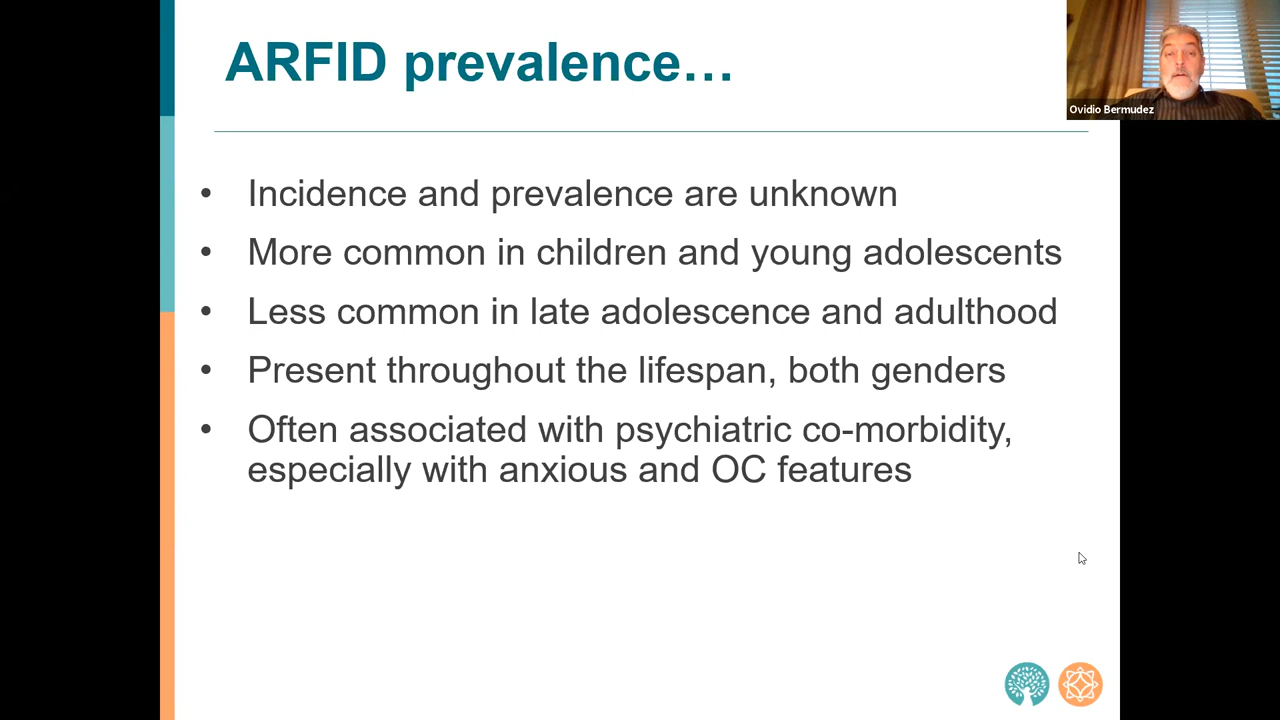 ARFID prevalence…
Ovidio Bermudez
• Incidence and prevalence are unknown
• More common in children and young adolescents
• Less common in late adolescence and adulthood
• Present throughout the lifespan, both genders
• Often associated with psychiatric co-morbidity,
especially with anxious and OC features